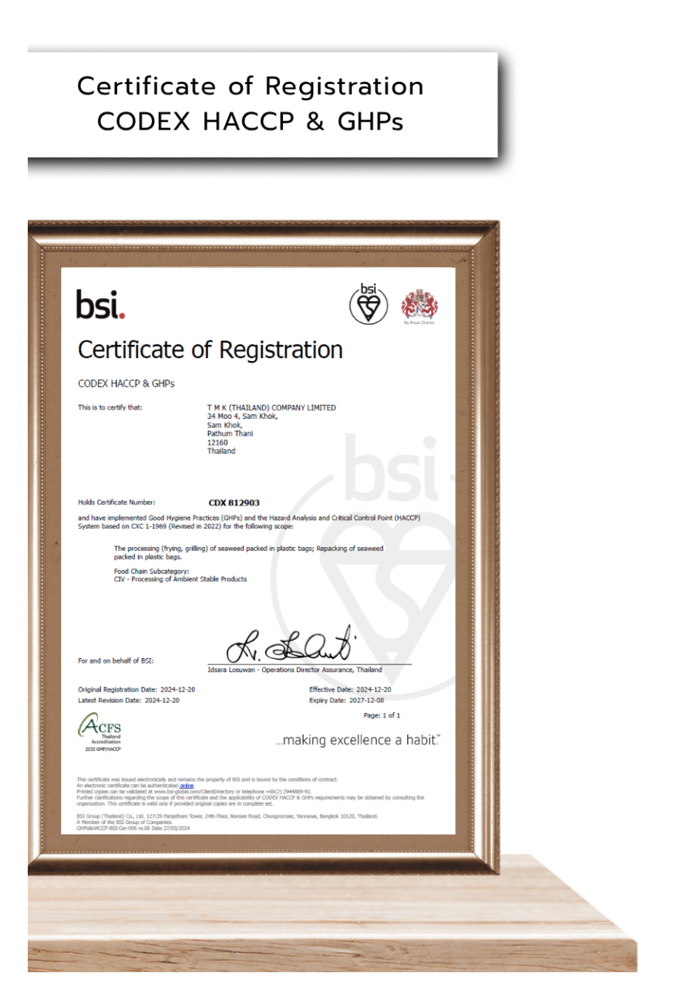 Certificate of Registration
CODEX HACCP & GHPs
bsi.
bsi
By Royal Charter
Certificate of Registration
CODEX HACCP & GHPs
This is to certify that:
T M K (THAILAND) COMPANY LIMITED
34 Moo 4, Sam Khok,
Sam Khok,
Pathum Thani
12160
Thailand
bsi
Holds Certificate Number:
CDX 812903
and have implemented Good Hygiene Practices (GHPs) and the Hazard Analysis and Critical Control Point (HACCP)
System based on CXC 1-1969 (Revised in 2022) for the following scope:
The processing (frying, grilling) of seaweed packed in plastic bags; Repacking of seaweed
packed in plastic bags.
Food Chain Subcategory:
CIV - Processing of Ambient Stable Products
For and on behalf of BSI:
Idsara Losuwan - Operations Director Assurance, Thailand
Original Registration Date: 2024-12-20
Effective Date: 2024-12-20
Latest Revision Date: 2024-12-20
Expiry Date: 2027-12-08
Page: 1 of 1
ACFS
Thailand
Accreditation
2020 GMP/HACCP
...making excellence a habit.™
This certificate was issued electronically and remains the property of BSI and is bound by the conditions of contract.
An electronic certificate can be authenticated online.
Printed copies can be validated at www.bsi-global.com/ClientDirectory or telephone +66(2) 2944889-92.
Further clarifications regarding the scope of this certificate and the applicability of CODEX HACCP & GHPs requirements may be obtained by consulting the
organization. This certificate is valid only if provided original copies are in complete set.
BSI Group (Thailand) Co., Ltd. 127/29 Panjathani Tower, 24th Floor, Nonsee Road, Chongnonsee, Yannawa, Bangkok 10120, Thailand.
A Member of the BSI Group of Companies.
GHPs&HACCP-BSI-Cer-006 re.06 Date 27/03/2024